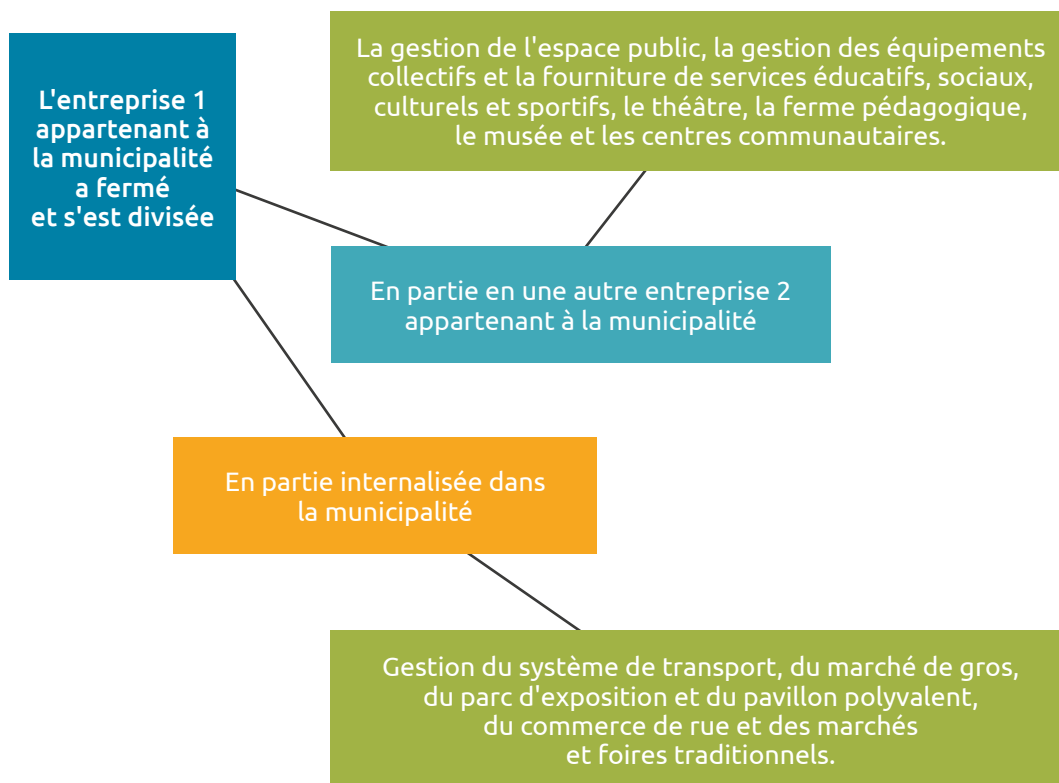 L'entreprise 1
appartenant à
la municipalité
a fermé
et s'est divisée
La gestion de l'espace public, la gestion des équipements
collectifs et la fourniture de services éducatifs, sociaux,
culturels et sportifs, le théâtre, la ferme pédagogique,
le musée et les centres communautaires.
En partie en une autre entreprise 2
appartenant à la municipalité
En partie internalisée dans
la municipalité
Gestion du système de transport, du marché de gros,
du parc d'exposition et du pavillon polyvalent,
du commerce de rue et des marchés
et foires traditionnels.